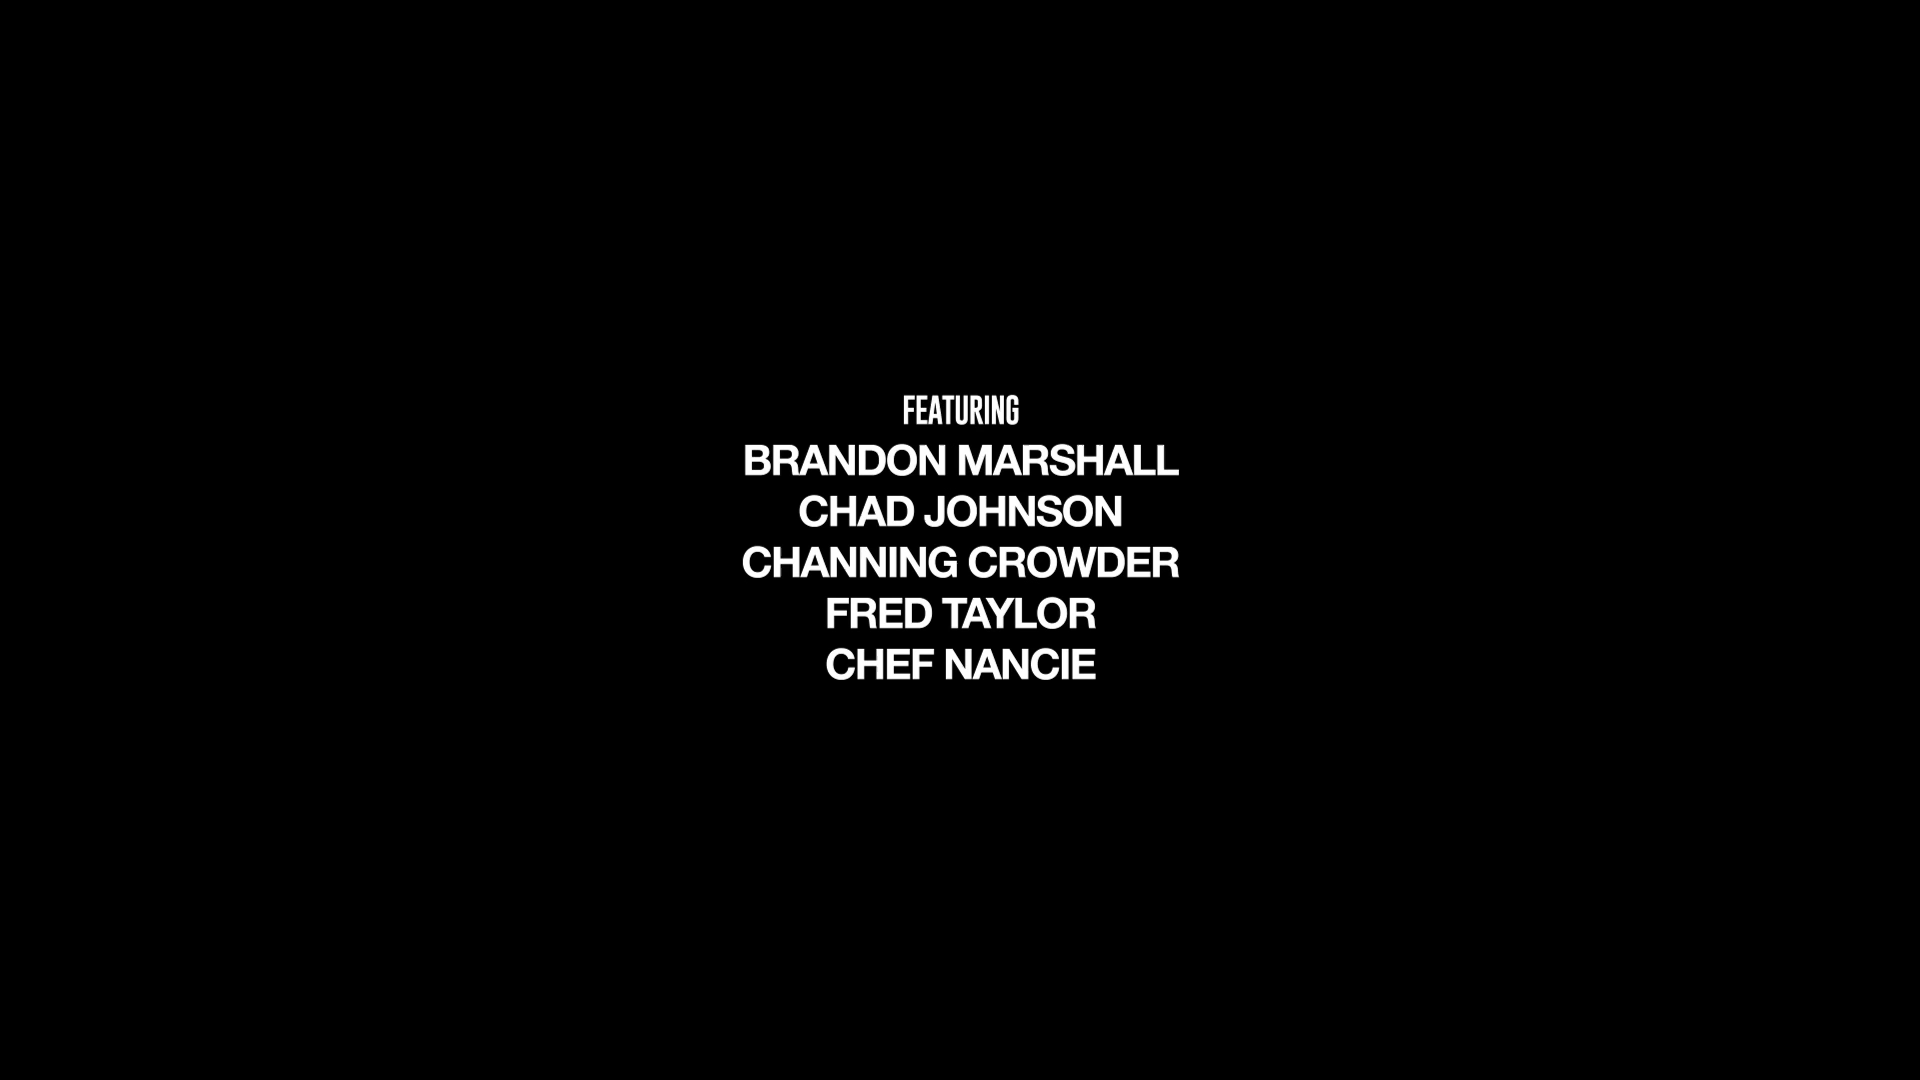 FEATURING
BRANDON MARSHALL
CHAD JOHNSON
CHANNING CROWDER
FRED TAYLOR
CHEF NANCIE